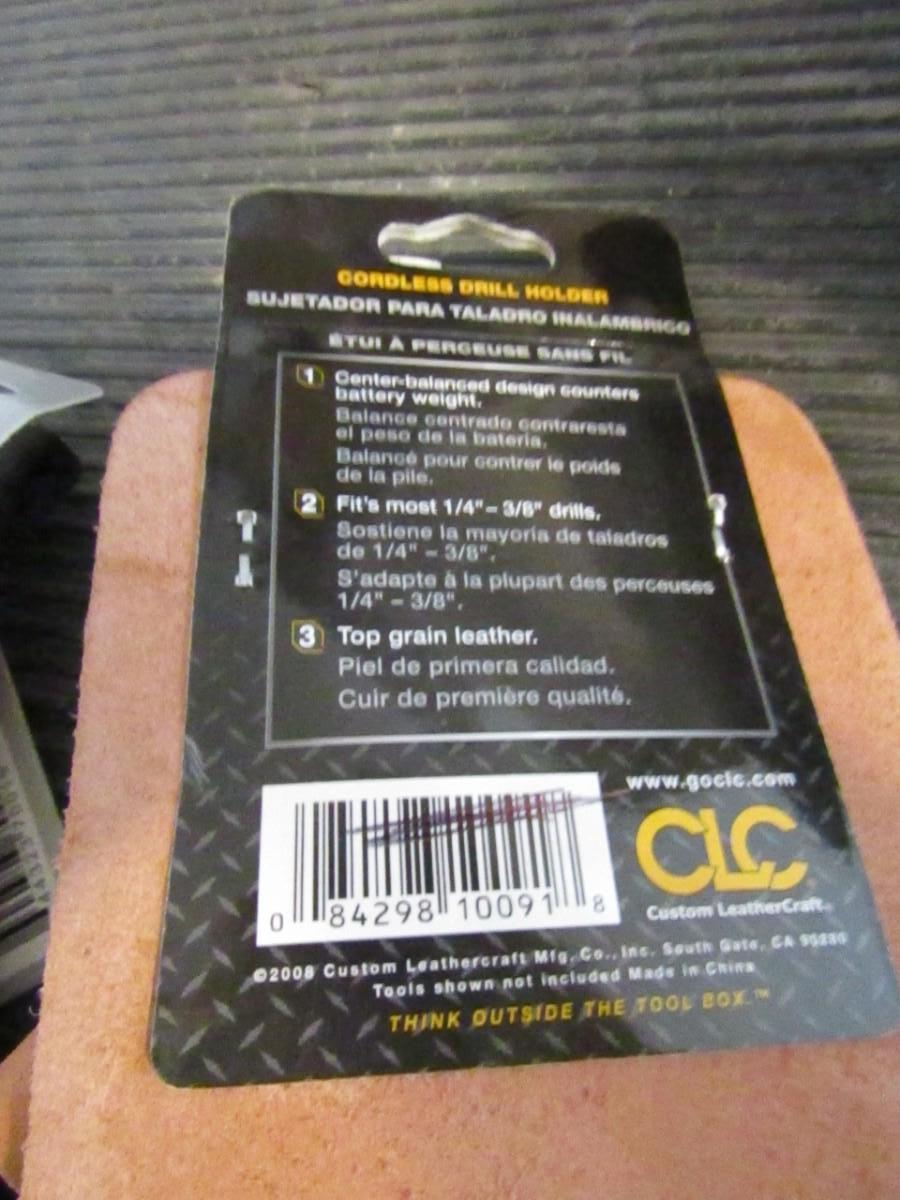 CORDLESS DRILL HOLDER
SUJETADOR PARA TALADRO INALAMBRICO
ÉTUI À PERCEUSE SANS FIL
1 Center-balanced design counters
battery weight.
Balance centrado contraresta
el peso de la bateria.
Balancé pour contrer le poids
de la pile.
2 Fit's most 1/4" – 3/8" drills.
Sostiene la mayoria de taladros
de 1/4" – 3/8".
S'adapte à la plupart des perceuses
1/4" – 3/8".
3 Top grain leather.
Piel de primera calidad.
Cuir de première qualité.
www.goclc.com
CLC
Custom LeatherCraft
0 84298 10091 8
©2008 Custom Leathercraft Mfg. Co., Inc. South Gate, CA 90280
Tools shown not included Made in China
THINK OUTSIDE THE TOOL BOX.™